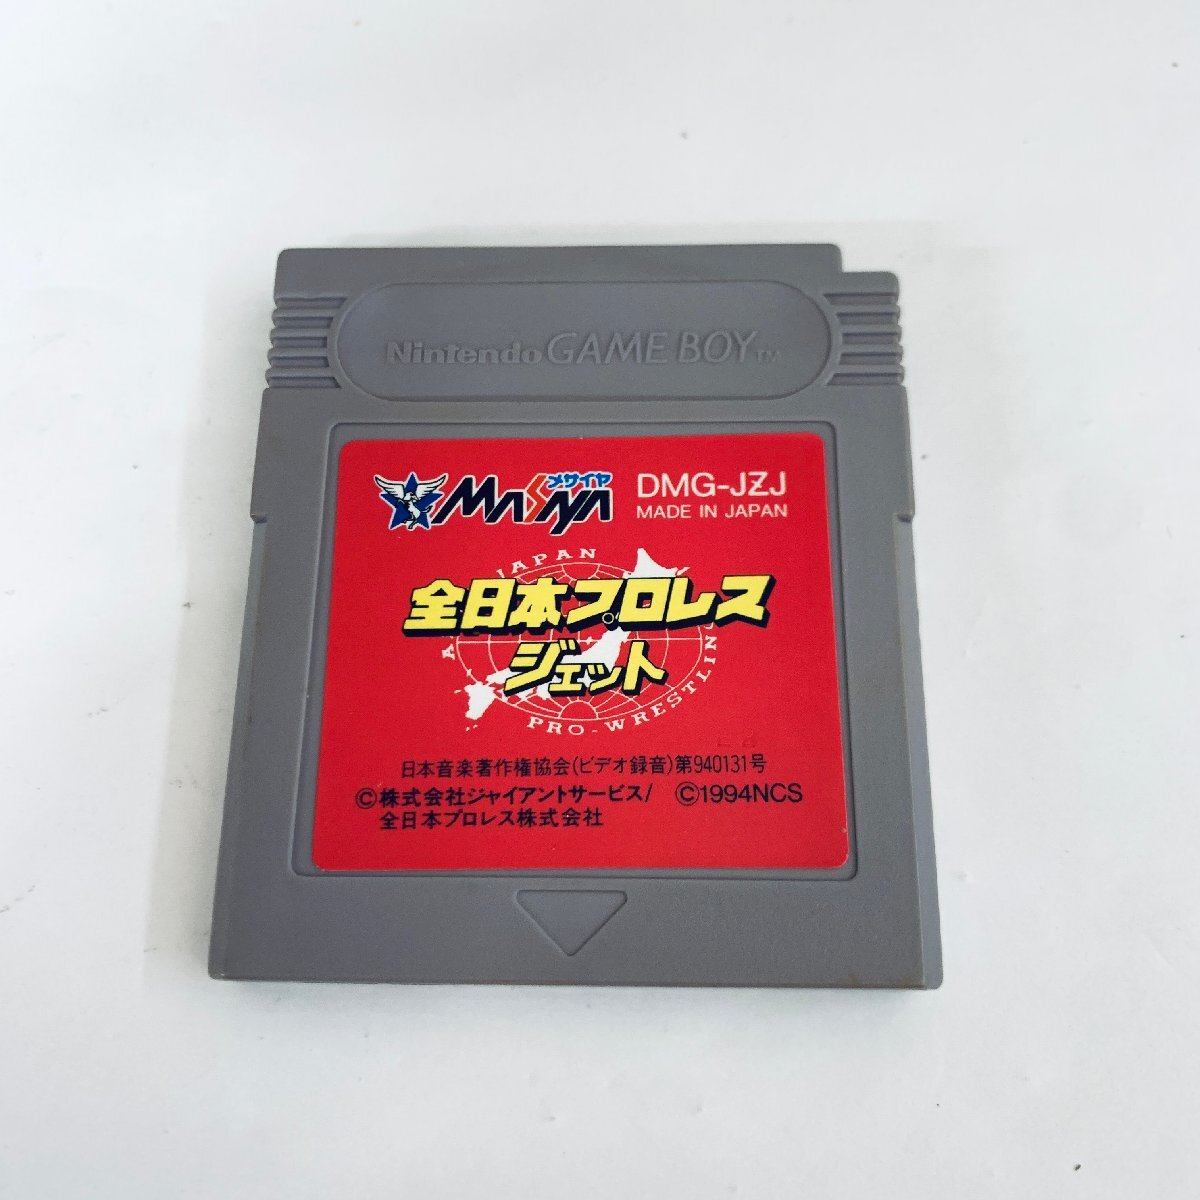 Nintendo GAME BOY TM
メサイヤ
MASAYA
DMG-JZJ
MADE IN JAPAN
JAPAN
全日本プロレス
ジェット
PRO-WRESTLING
日本音楽著作権協会(ビデオ録音)第940131号
©株式会社ジャイアントサービス/ ©1994NCS
全日本プロレス株式会社